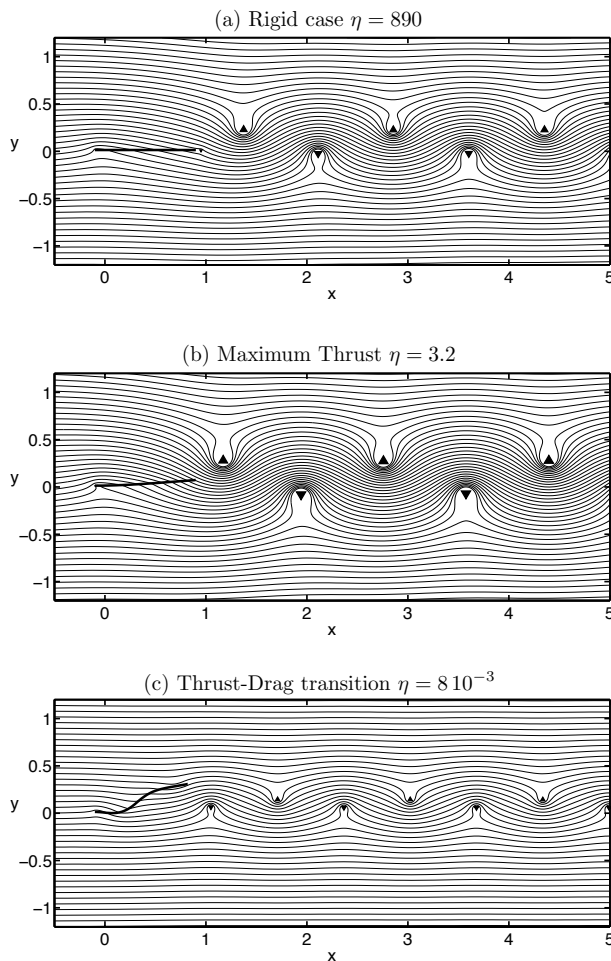 (a) Rigid case η = 890
1
0.5
y
0
−0.5
−1
0 1 2 3 4 5
x
(b) Maximum Thrust η = 3.2
1
0.5
y
0
−0.5
−1
0 1 2 3 4 5
x
(c) Thrust-Drag transition η = 8 10⁻³
1
0.5
y
0
−0.5
−1
0 1 2 3 4 5
x